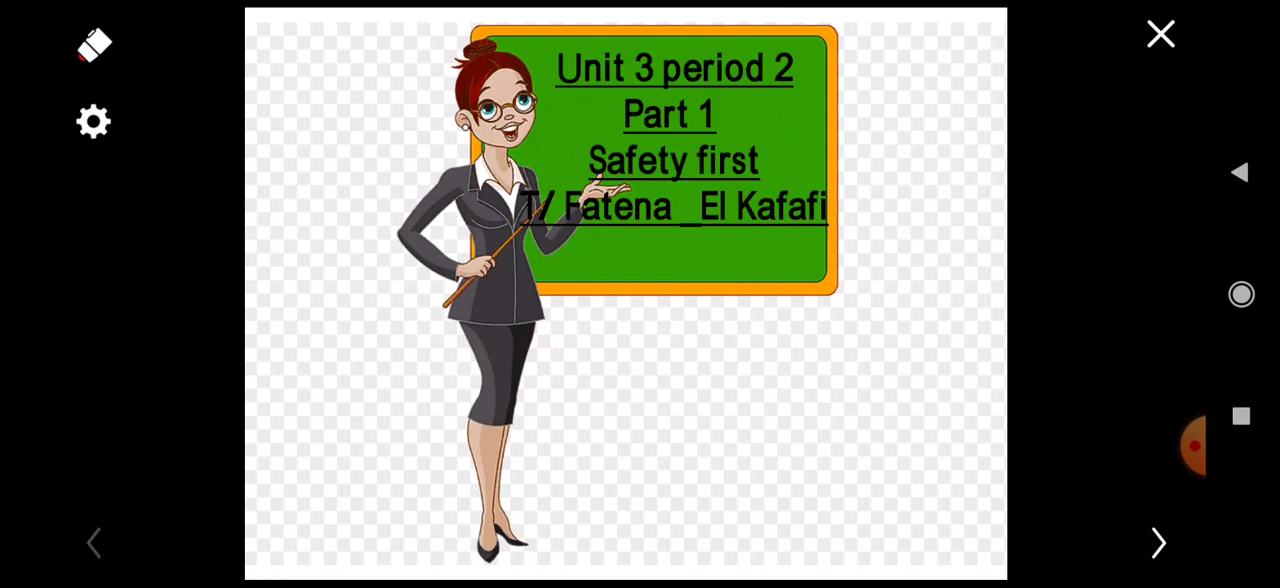 Unit 3 period 2
Part 1
Safety first
T/ Fatena _El Kafafi